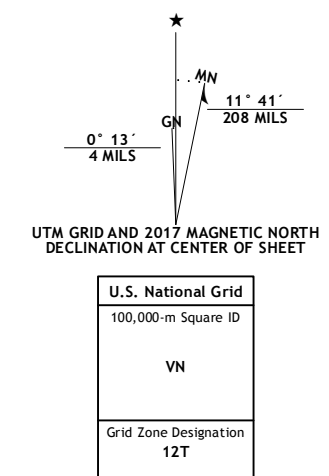 MN
GN
11° 41´
208 MILS
0° 13´
4 MILS
UTM GRID AND 2017 MAGNETIC NORTH
DECLINATION AT CENTER OF SHEET
U.S. National Grid
100,000-m Square ID
VN
Grid Zone Designation
12T